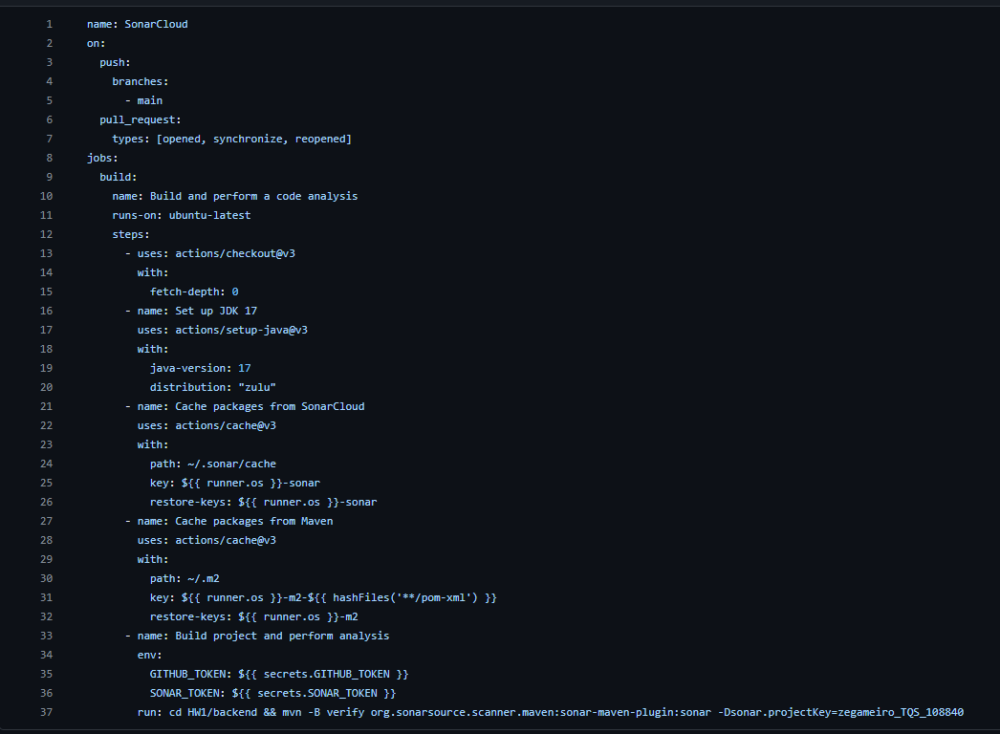 1 name: SonarCloud
2 on:
3 push:
4 branches:
5 - main
6 pull_request:
7 types: [opened, synchronize, reopened]
8 jobs:
9 build:
10 name: Build and perform a code analysis
11 runs-on: ubuntu-latest
12 steps:
13 - uses: actions/checkout@v3
14 with:
15 fetch-depth: 0
16 - name: Set up JDK 17
17 uses: actions/setup-java@v3
18 with:
19 java-version: 17
20 distribution: "zulu"
21 - name: Cache packages from SonarCloud
22 uses: actions/cache@v3
23 with:
24 path: ~/.sonar/cache
25 key: ${{ runner.os }}-sonar
26 restore-keys: ${{ runner.os }}-sonar
27 - name: Cache packages from Maven
28 uses: actions/cache@v3
29 with:
30 path: ~/.m2
31 key: ${{ runner.os }}-m2-${{ hashFiles('**/pom-xml') }}
32 restore-keys: ${{ runner.os }}-m2
33 - name: Build project and perform analysis
34 env:
35 GITHUB_TOKEN: ${{ secrets.GITHUB_TOKEN }}
36 SONAR_TOKEN: ${{ secrets.SONAR_TOKEN }}
37 run: cd HW1/backend && mvn -B verify org.sonarsource.scanner.maven:sonar-maven-plugin:sonar -Dsonar.projectKey=zegameiro_TQS_108840